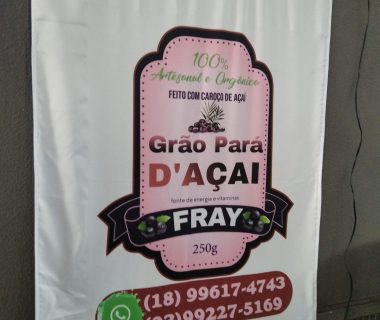 100%
Artesanal e Orgânico
FEITO COM CAROÇO DE AÇAÍ
Grão Pará
D'AÇAI
fonte de energia e vitaminas
FRAY
250g
(18) 99617-4743
99227-5169